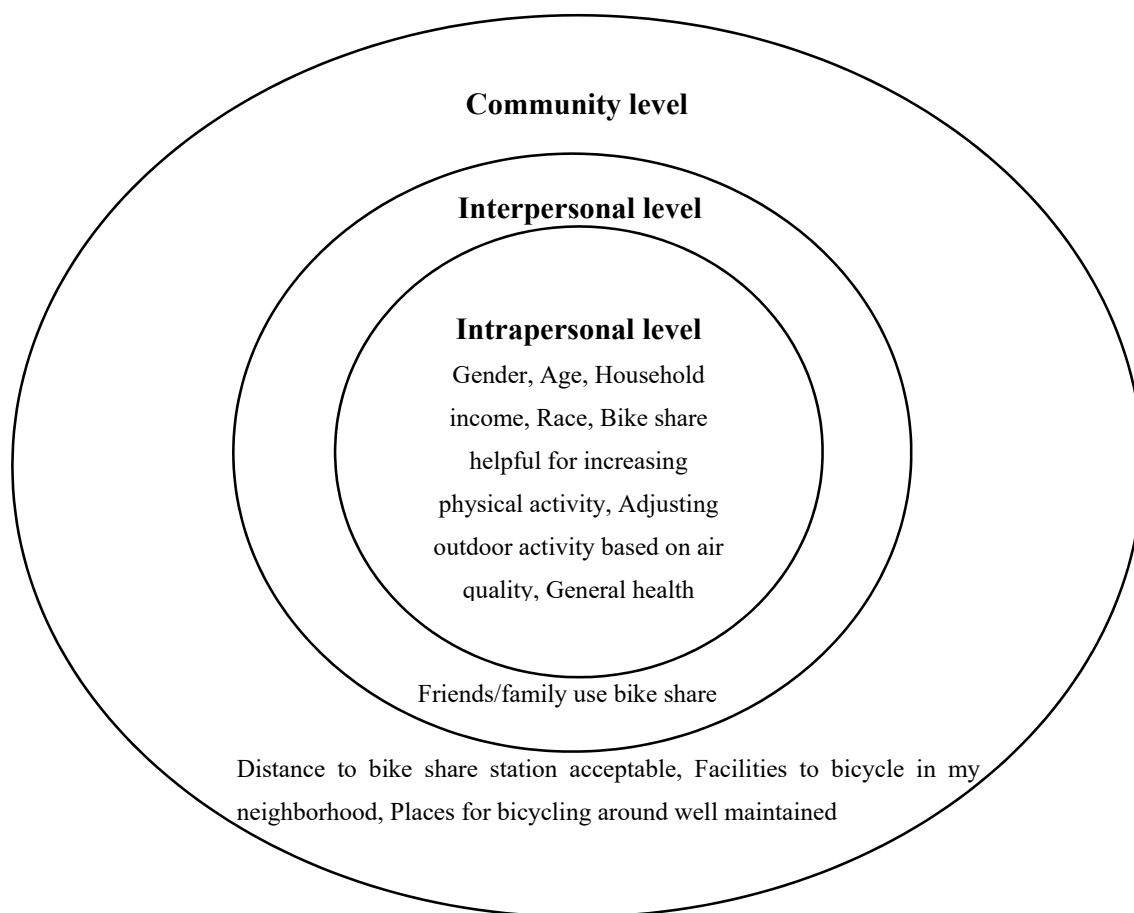 Community level
Interpersonal level
Intrapersonal level
Gender, Age, Household
income, Race, Bike share
helpful for increasing
physical activity, Adjusting
outdoor activity based on air
quality, General health
Friends/family use bike share
Distance to bike share station acceptable, Facilities to bicycle in my
neighborhood, Places for bicycling around well maintained